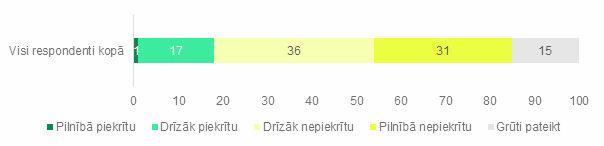 Visi respondenti kopā 1 17 36 31 15
0 10 20 30 40 50 60 70 80 90 100
Pilnībā piekrītu Drīzāk piekrītu Drīzāk nepiekrītu Pilnībā nepiekrītu Grūti pateikt